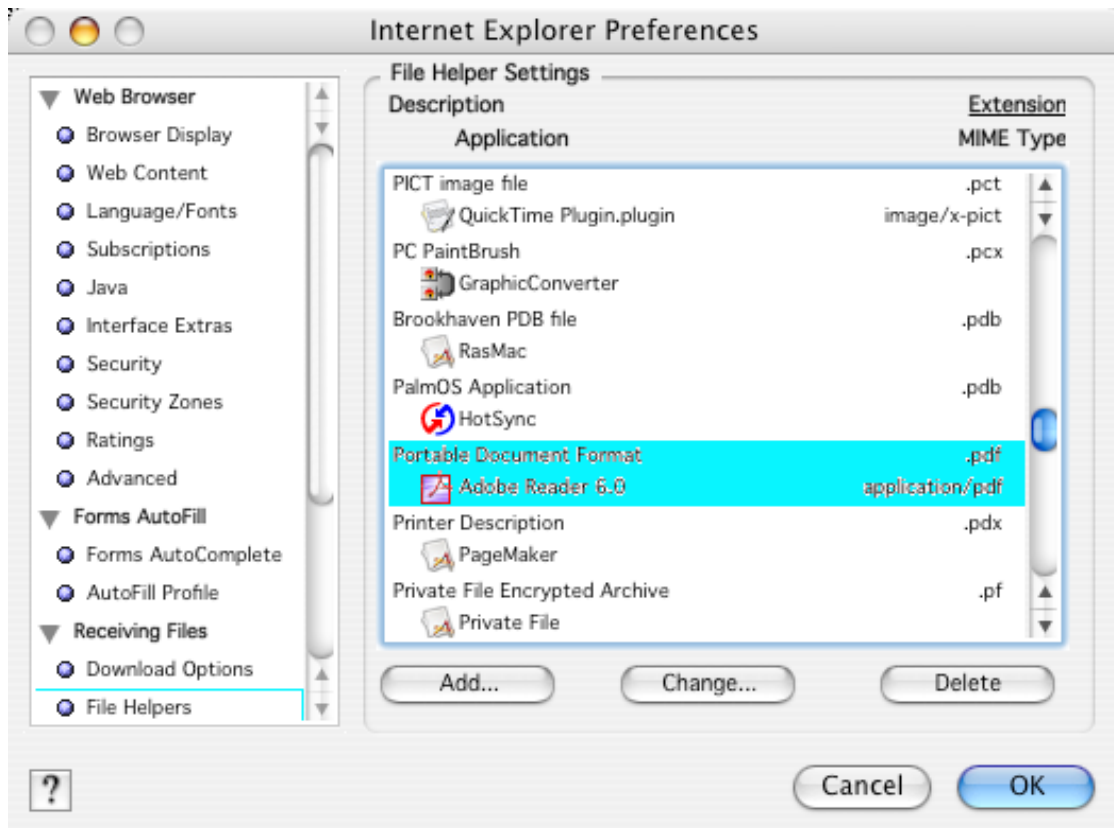 Internet Explorer Preferences
Web Browser
Browser Display
Web Content
Language/Fonts
Subscriptions
Java
Interface Extras
Security
Security Zones
Ratings
Advanced
Forms AutoFill
Forms AutoComplete
AutoFill Profile
Receiving Files
Download Options
File Helpers
File Helper Settings
Description Extension
Application MIME Type
PICT image file .pct
QuickTime Plugin.plugin image/x-pict
PC PaintBrush .pcx
GraphicConverter
Brookhaven PDB file .pdb
RasMac
PalmOS Application .pdb
HotSync
Portable Document Format .pdf
Adobe Reader 6.0 application/pdf
Printer Description .pdx
PageMaker
Private File Encrypted Archive .pf
Private File
Add... Change... Delete
? Cancel OK